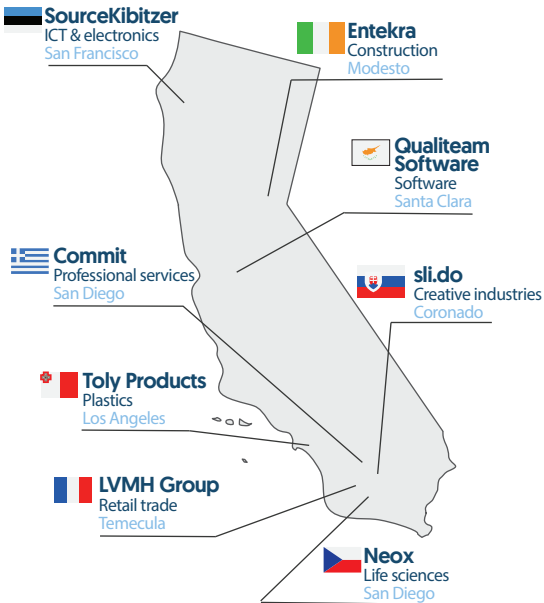 SourceKibitzer
ICT & electronics
San Francisco
Entekra
Construction
Modesto
Qualiteam
Software
Software
Santa Clara
Commit
Professional services
San Diego
sli.do
Creative industries
Coronado
Toly Products
Plastics
Los Angeles
LVMH Group
Retail trade
Temecula
Neox
Life sciences
San Diego